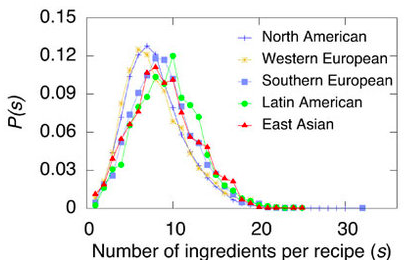 0.15
0.12
0.09
0.06
0.03
0
P(s)
North American
Western European
Southern European
Latin American
East Asian
0 10 20 30
Number of ingredients per recipe (s)